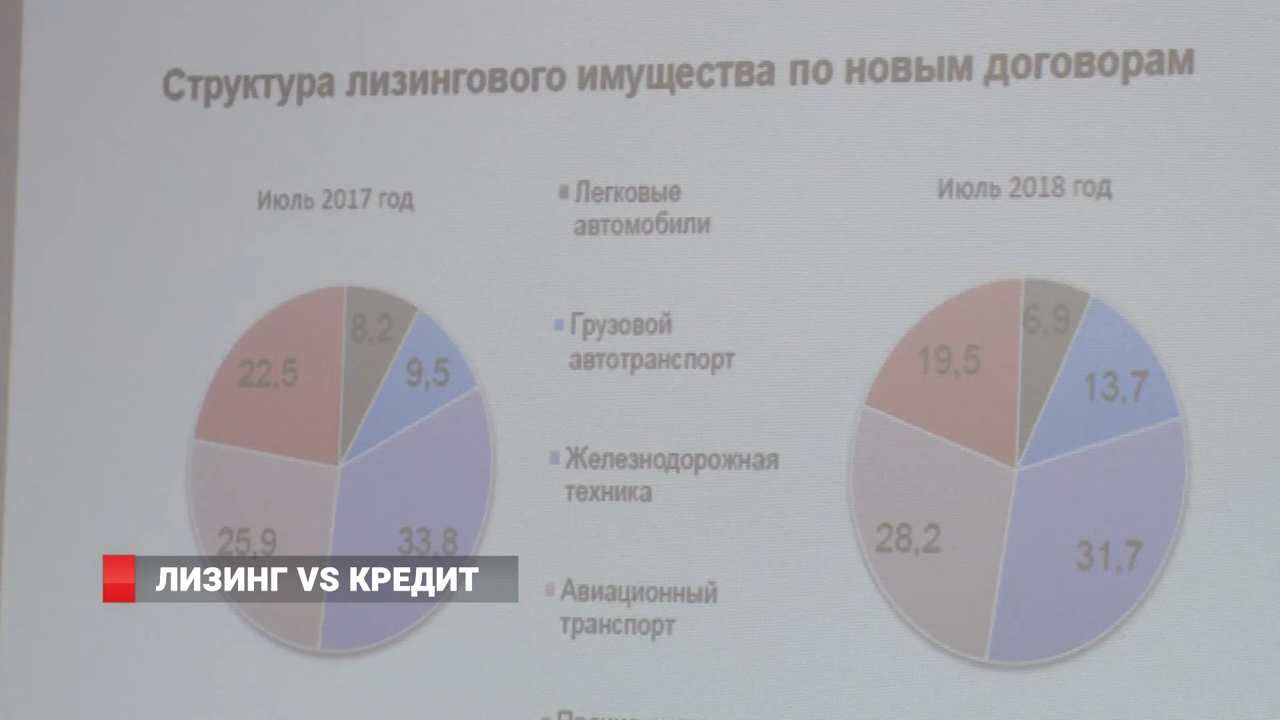 Структура лизингового имущества по новым договорам
Июль 2017 год
8,2
9,5
33,8
25,9
22,5
Легковые
автомобили
Грузовой
автотранспорт
Железнодорожная
техника
Авиационный
транспорт
Июль 2018 год
6,9
13,7
31,7
28,2
19,5
ЛИЗИНГ VS КРЕДИТ